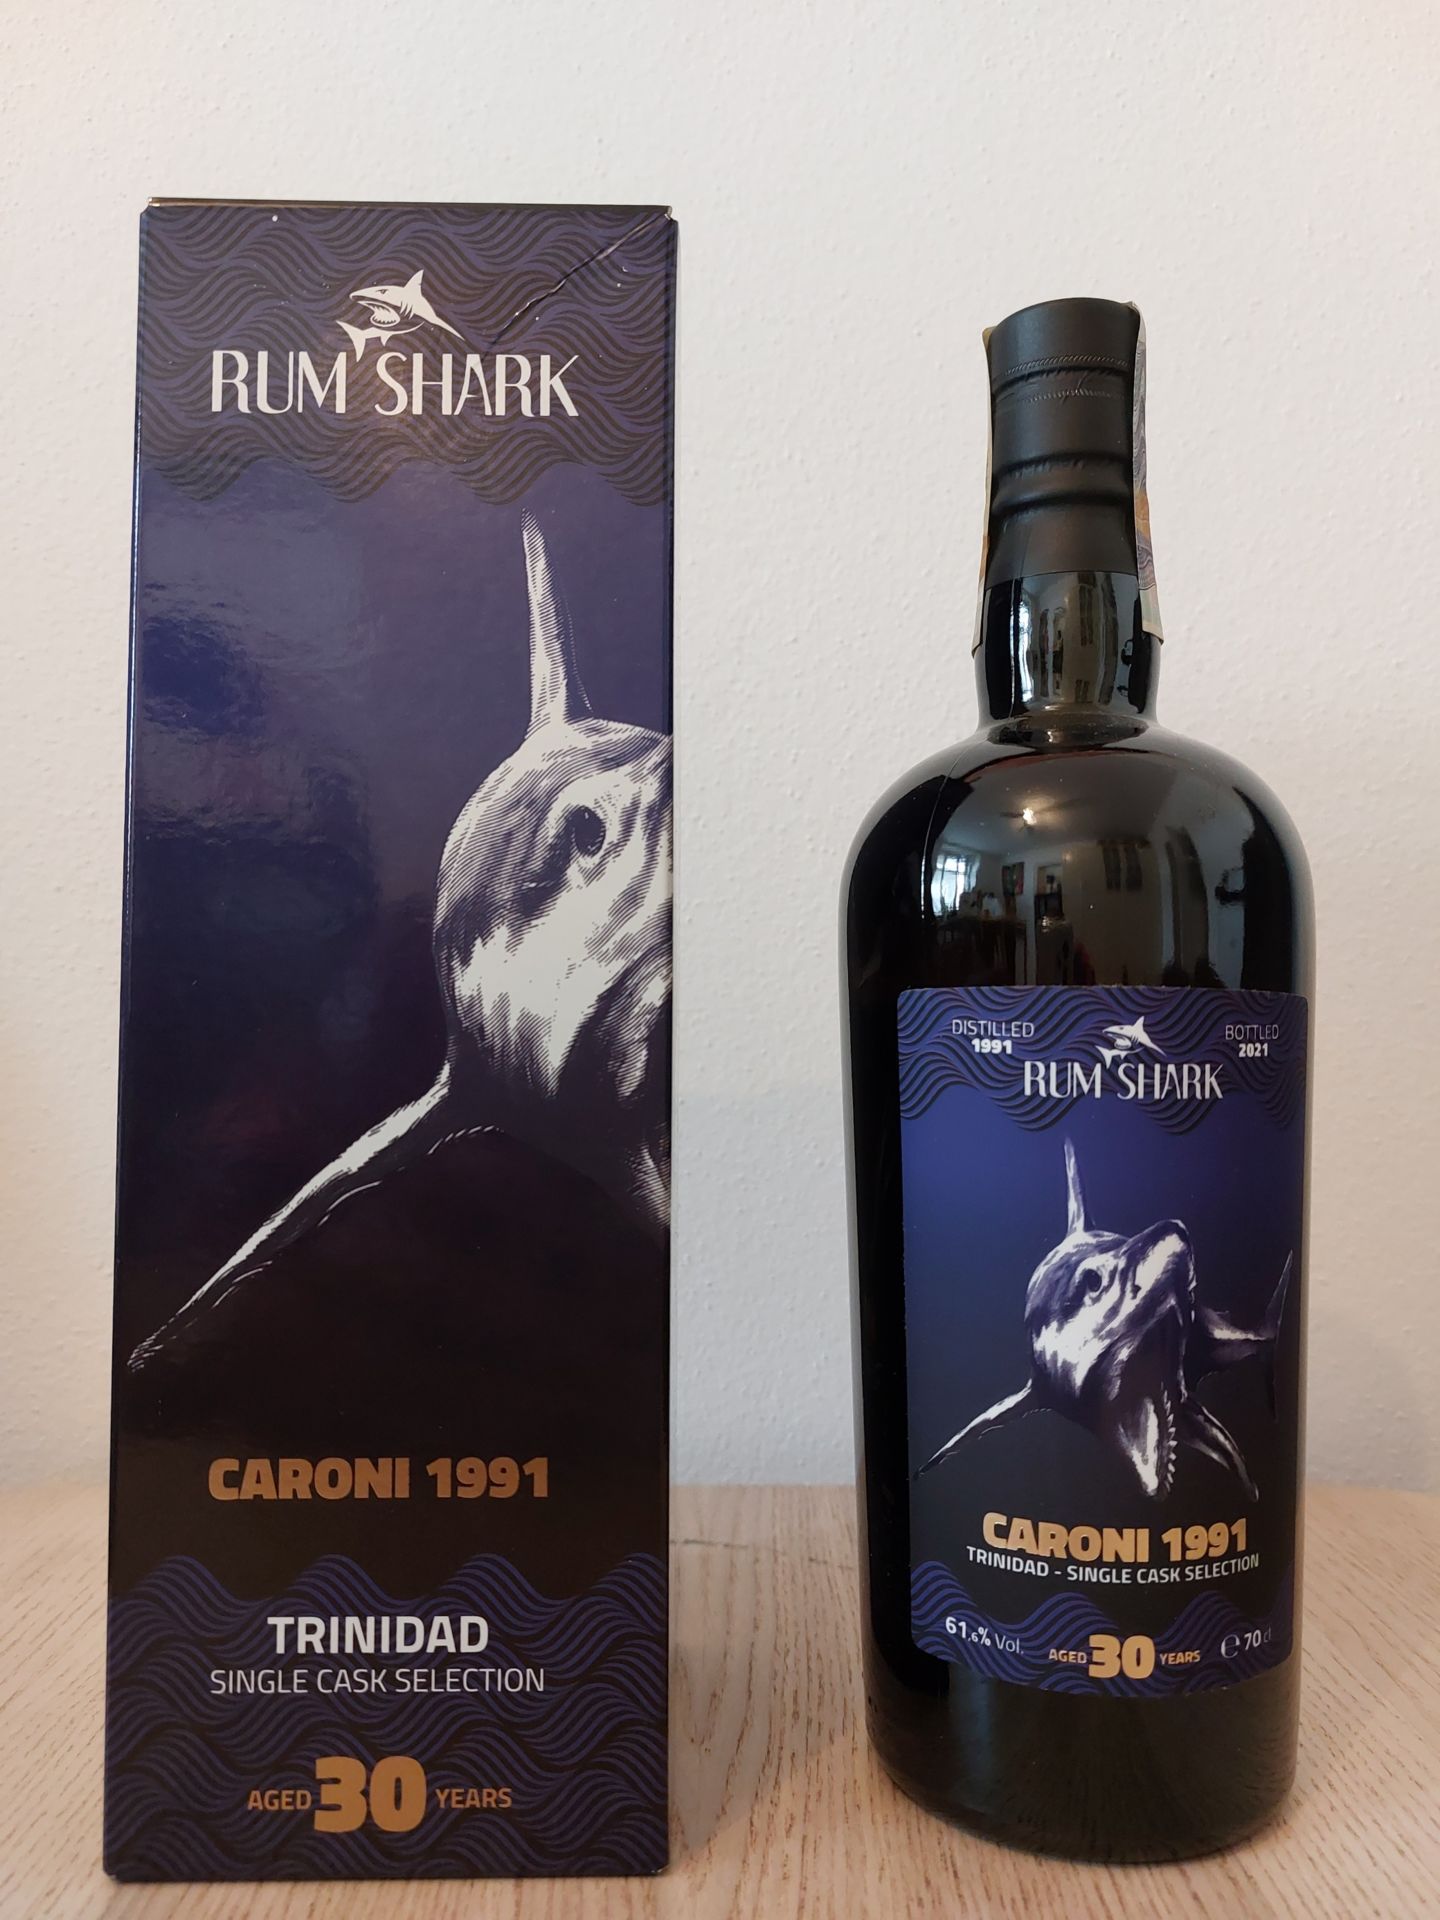 RUM SHARK
CARONI 1991
TRINIDAD
SINGLE CASK SELECTION
AGED 30 YEARS
DISTILLED
1991
BOTTLED
2021
RUM SHARK
CARONI 1991
TRINIDAD - SINGLE CASK SELECTION
61,6% Vol.
AGED 30 YEARS
℮ 70 cl